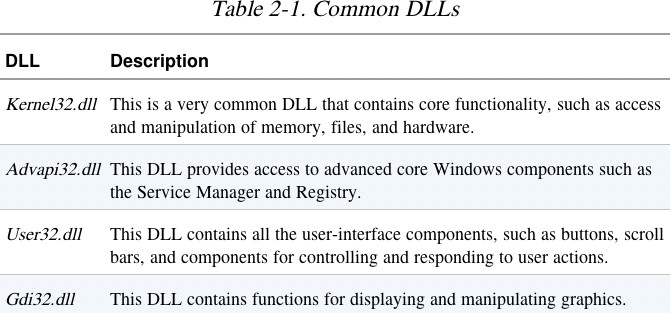 Table 2-1. Common DLLs
DLL Description
Kernel32.dll This is a very common DLL that contains core functionality, such as access
and manipulation of memory, files, and hardware.
Advapi32.dll This DLL provides access to advanced core Windows components such as
the Service Manager and Registry.
User32.dll This DLL contains all the user-interface components, such as buttons, scroll
bars, and components for controlling and responding to user actions.
Gdi32.dll This DLL contains functions for displaying and manipulating graphics.